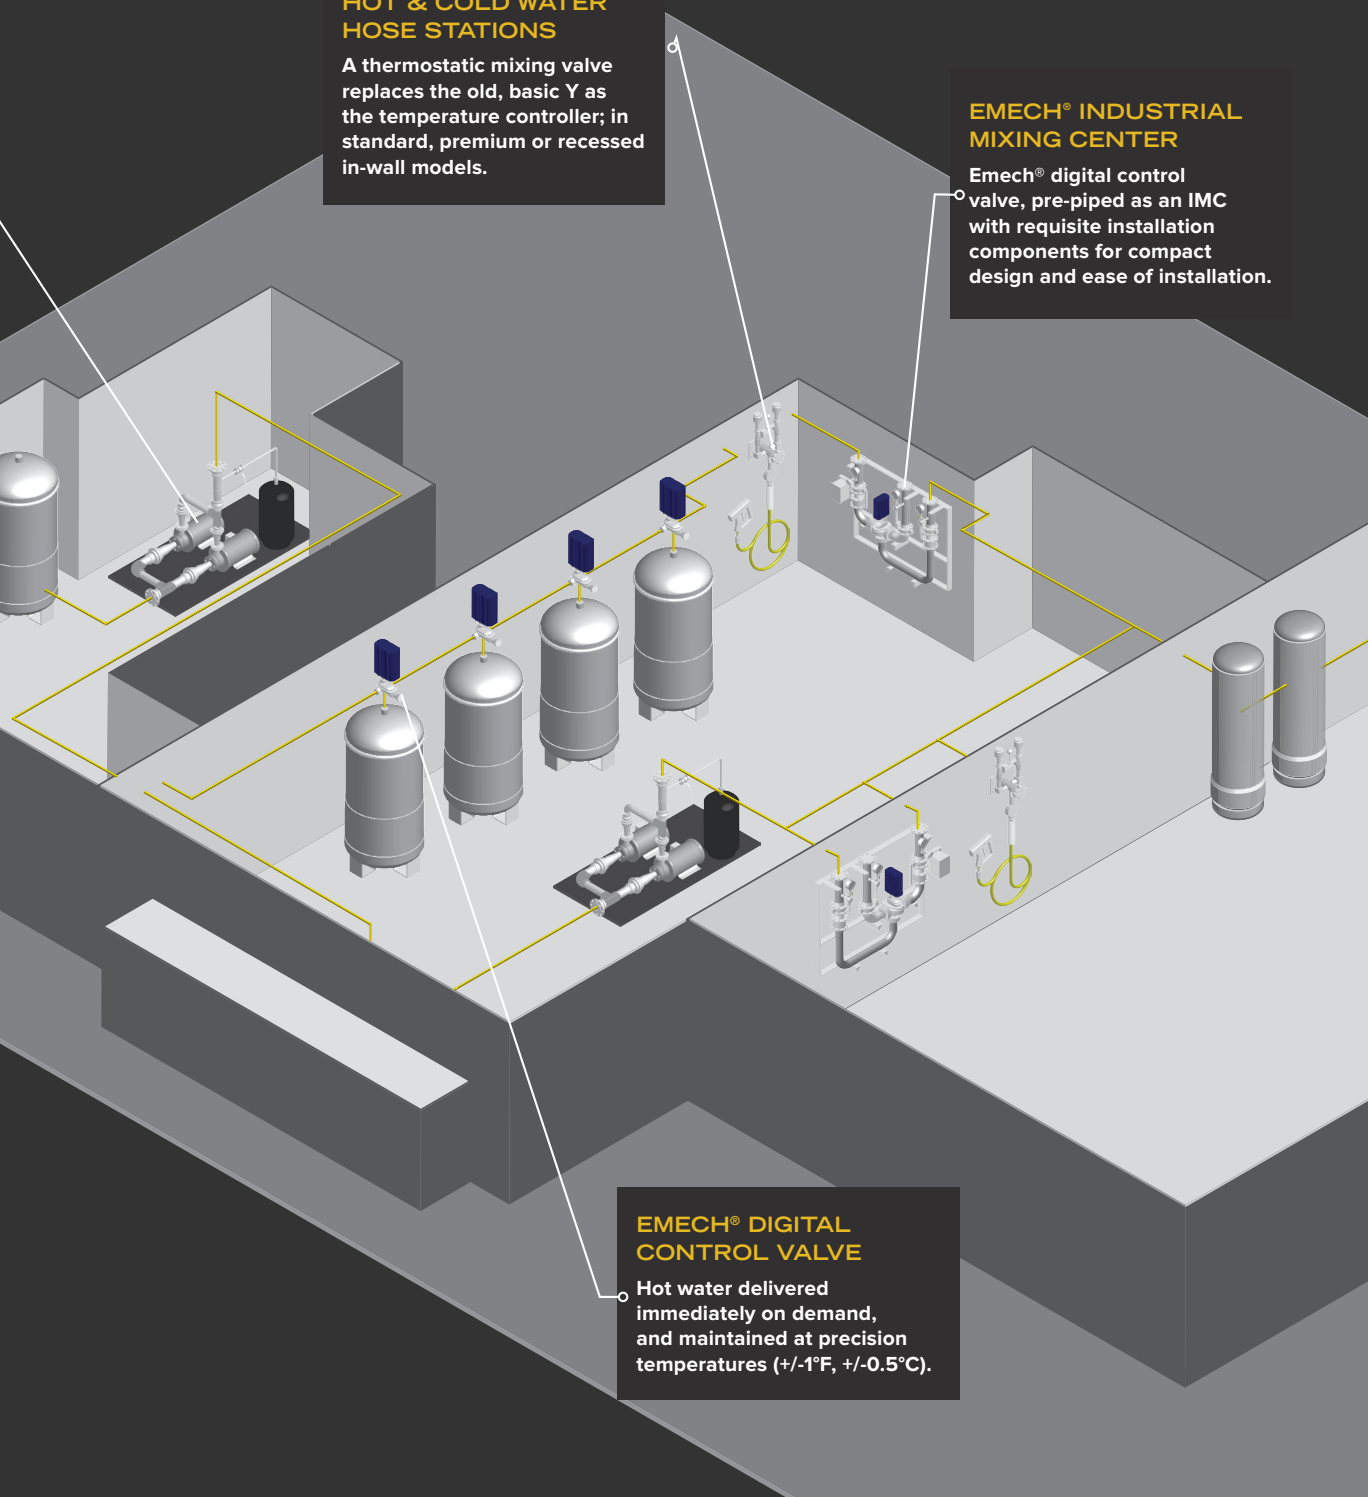 HOT & COLD WATER
HOSE STATIONS
A thermostatic mixing valve
replaces the old, basic Y as
the temperature controller; in
standard, premium or recessed
in-wall models.
EMECH® INDUSTRIAL
MIXING CENTER
Emech® digital control
valve, pre-piped as an IMC
with requisite installation
components for compact
design and ease of installation.
EMECH® DIGITAL
CONTROL VALVE
Hot water delivered
immediately on demand,
and maintained at precision
temperatures (+/-1°F, +/-0.5°C).